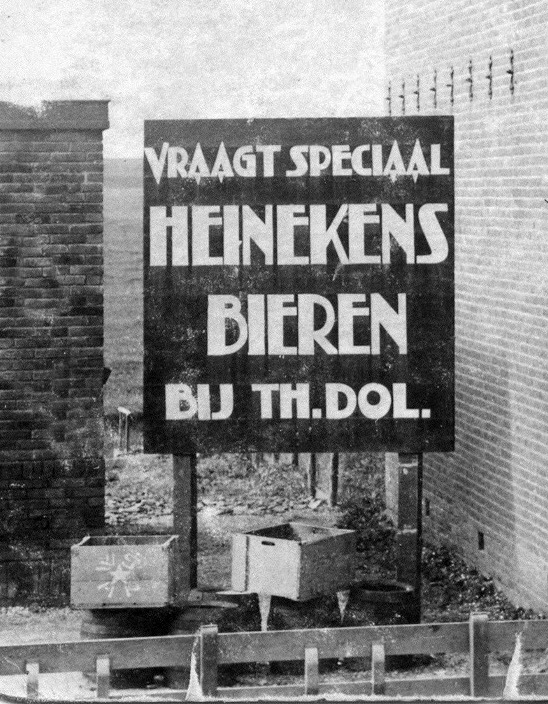 VRAAGT SPECIAAL
HEINEKENS
BIEREN
BIJ TH.DOL.